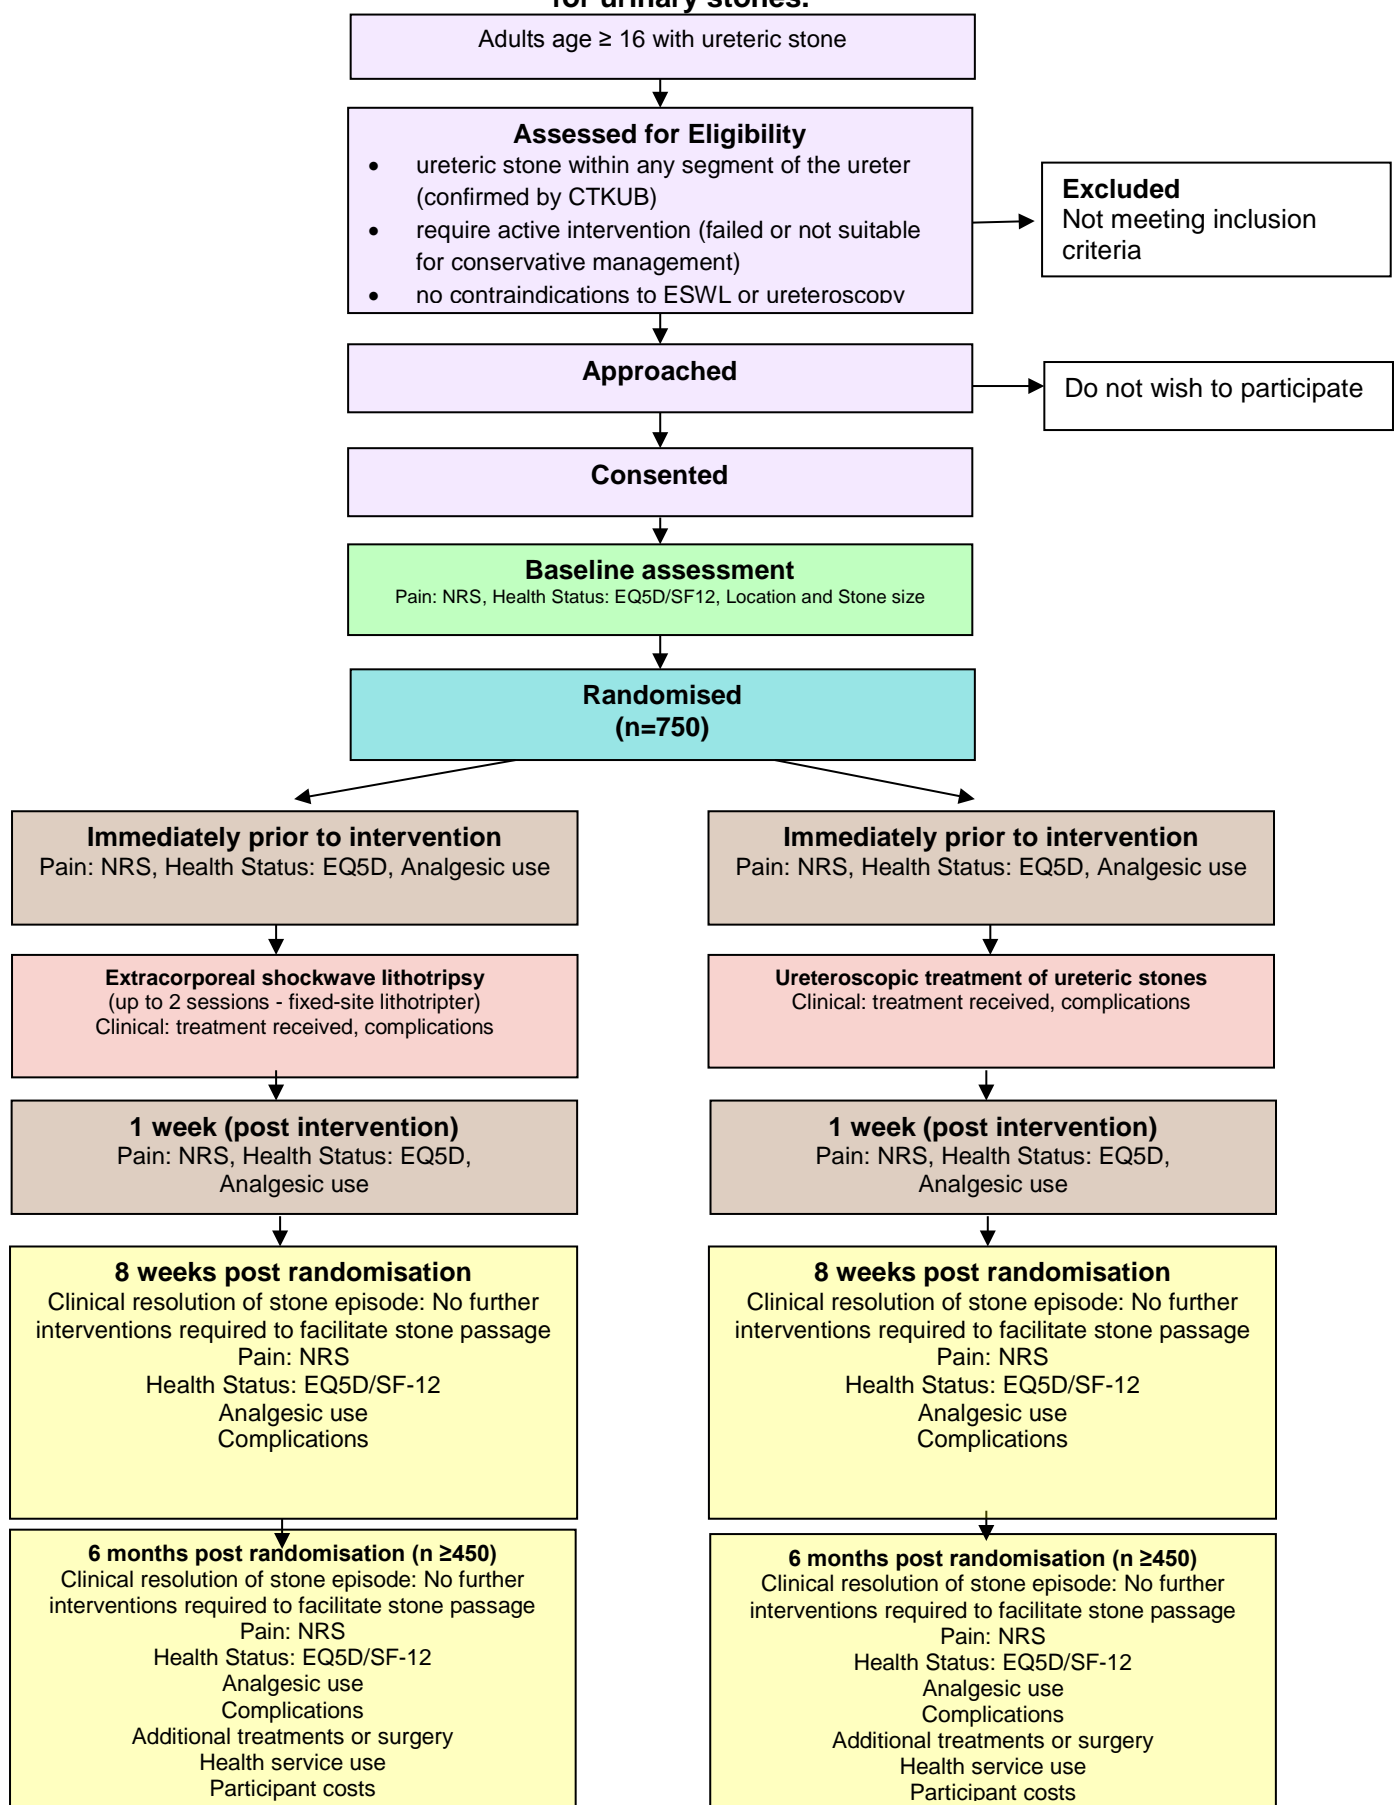 for urinary stones.
Adults age ≥ 16 with ureteric stone
Assessed for Eligibility
• ureteric stone within any segment of the ureter
(confirmed by CTKUB)
• require active intervention (failed or not suitable
for conservative management)
• no contraindications to ESWL or ureteroscopy
Excluded
Not meeting inclusion
criteria
Approached
Do not wish to participate
Consented
Baseline assessment
Pain: NRS, Health Status: EQ5D/SF12, Location and Stone size
Randomised
(n=750)
Immediately prior to intervention
Pain: NRS, Health Status: EQ5D, Analgesic use
Immediately prior to intervention
Pain: NRS, Health Status: EQ5D, Analgesic use
Extracorporeal shockwave lithotripsy
(up to 2 sessions - fixed-site lithotripter)
Clinical: treatment received, complications
Ureteroscopic treatment of ureteric stones
Clinical: treatment received, complications
1 week (post intervention)
Pain: NRS, Health Status: EQ5D,
Analgesic use
1 week (post intervention)
Pain: NRS, Health Status: EQ5D,
Analgesic use
8 weeks post randomisation
Clinical resolution of stone episode: No further
interventions required to facilitate stone passage
Pain: NRS
Health Status: EQ5D/SF-12
Analgesic use
Complications
8 weeks post randomisation
Clinical resolution of stone episode: No further
interventions required to facilitate stone passage
Pain: NRS
Health Status: EQ5D/SF-12
Analgesic use
Complications
6 months post randomisation (n ≥450)
Clinical resolution of stone episode: No further
interventions required to facilitate stone passage
Pain: NRS
Health Status: EQ5D/SF-12
Analgesic use
Complications
Additional treatments or surgery
Health service use
Participant costs
6 months post randomisation (n ≥450)
Clinical resolution of stone episode: No further
interventions required to facilitate stone passage
Pain: NRS
Health Status: EQ5D/SF-12
Analgesic use
Complications
Additional treatments or surgery
Health service use
Participant costs